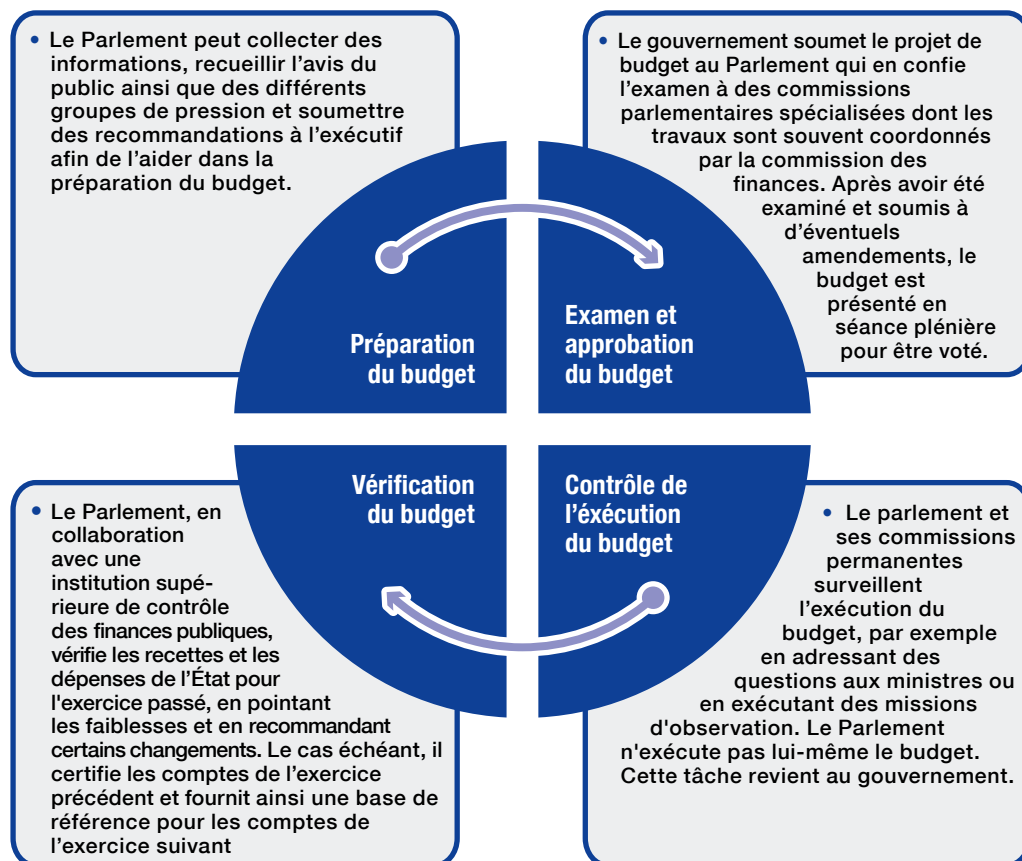 • Le Parlement peut collecter des
informations, recueillir l’avis du
public ainsi que des différents
groupes de pression et soumettre
des recommandations à l’exécutif
afin de l’aider dans la
préparation du budget.
• Le gouvernement soumet le projet de
budget au Parlement qui en confie
l’examen à des commissions
parlementaires spécialisées dont les
travaux sont souvent coordonnés
par la commission des
finances. Après avoir été
examiné et soumis à
d’éventuels
amendements, le
budget est
présenté en
séance plénière
pour être voté.
Préparation
du budget
Examen et
approbation
du budget
Vérification
du budget
Contrôle de
l’éxécution
du budget
• Le Parlement, en
collaboration
avec une
institution supé-
rieure de contrôle
des finances publiques,
vérifie les recettes et les
dépenses de l’État pour
l'exercice passé, en pointant
les faiblesses et en recommandant
certains changements. Le cas échéant, il
certifie les comptes de l’exercice
précédent et fournit ainsi une base de
référence pour les comptes de
l’exercice suivant
• Le parlement et
ses commissions
permanentes
surveillent
l’exécution du
budget, par exemple
en adressant des
questions aux ministres ou
en exécutant des missions
d'observation. Le Parlement
n'exécute pas lui-même le budget.
Cette tâche revient au gouvernement.